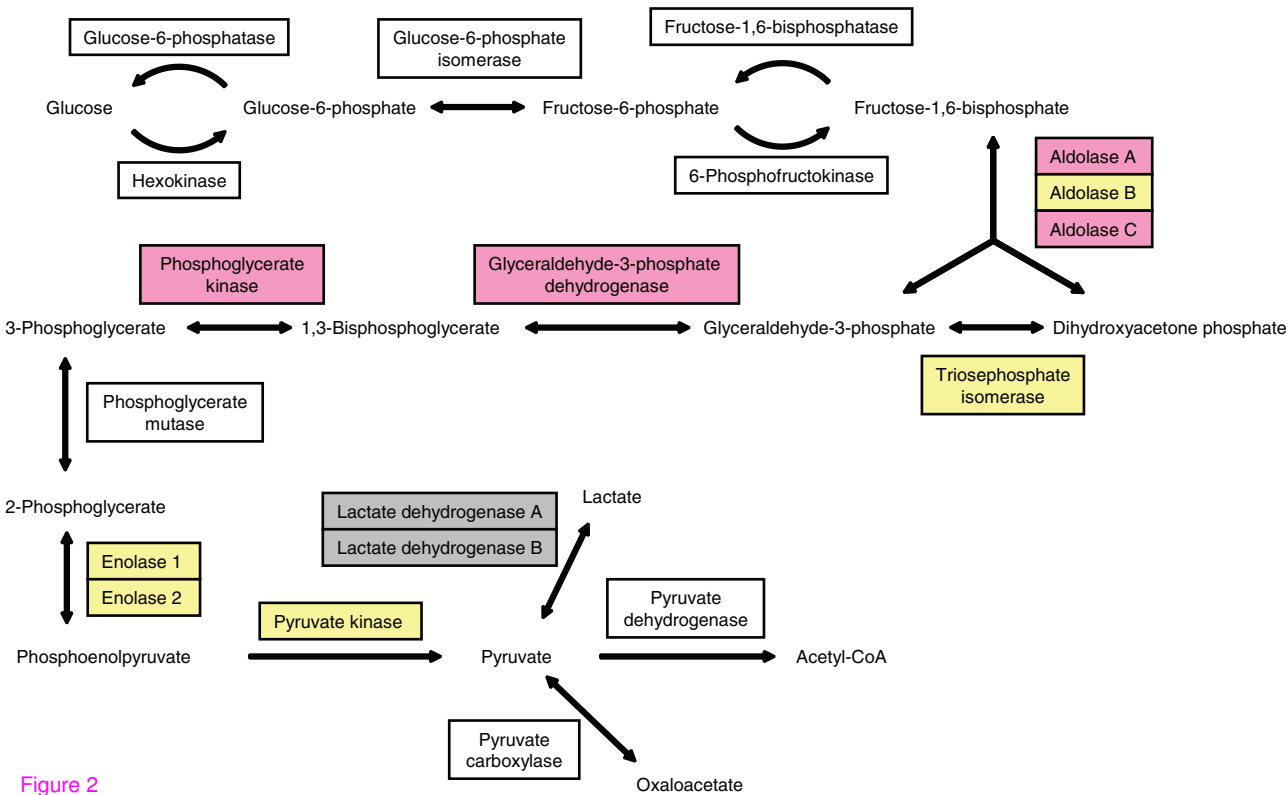 Glucose-6-phosphatase
Glucose-6-phosphate
isomerase
Fructose-1,6-bisphosphatase
Glucose
Glucose-6-phosphate
Fructose-6-phosphate
Fructose-1,6-bisphosphate
Hexokinase
6-Phosphofructokinase
Aldolase A
Aldolase B
Aldolase C
Phosphoglycerate
kinase
Glyceraldehyde-3-phosphate
dehydrogenase
3-Phosphoglycerate
1,3-Bisphosphoglycerate
Glyceraldehyde-3-phosphate
Dihydroxyacetone phosphate
Triosephosphate
isomerase
Phosphoglycerate
mutase
2-Phosphoglycerate
Lactate dehydrogenase A
Lactate dehydrogenase B
Lactate
Enolase 1
Enolase 2
Pyruvate kinase
Pyruvate
dehydrogenase
Phosphoenolpyruvate
Pyruvate
Acetyl-CoA
Pyruvate
carboxylase
Oxaloacetate
Figure 2